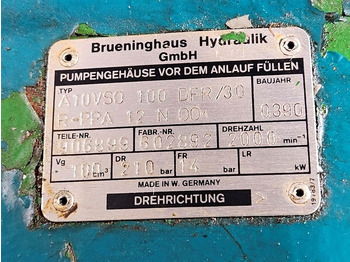 Brueninghaus Hydraulik
GmbH
PUMPENGEHÄUSE VOR DEM ANLAUF FÜLLEN
TYP
BAUJAHR
A10VSO 100 DFR/30
R-PPA 12 N 00
0390
TEILE-NR.
FABR.-NR.
DREHZAHL
906899
602892
2000 min⁻¹
Vg
DR
FR
LR
100 cm³
210 bar
14 bar
kW
MADE IN W. GERMANY
DREHRICHTUNG